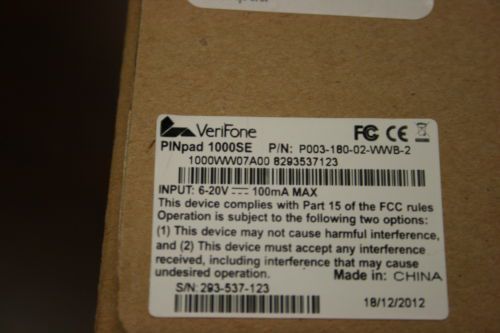 VeriFone
FC CE
PINpad 1000SE P/N: P003-180-02-WWB-2
1000WW07A00 8293537123
INPUT: 6-20V 100mA MAX
This device complies with Part 15 of the FCC rules
Operation is subject to the following two options:
(1) This device may not cause harmful interference,
and (2) This device must accept any interference
received, including interference that may cause
undesired operation. Made in: CHINA
S/N: 293-537-123
18/12/2012